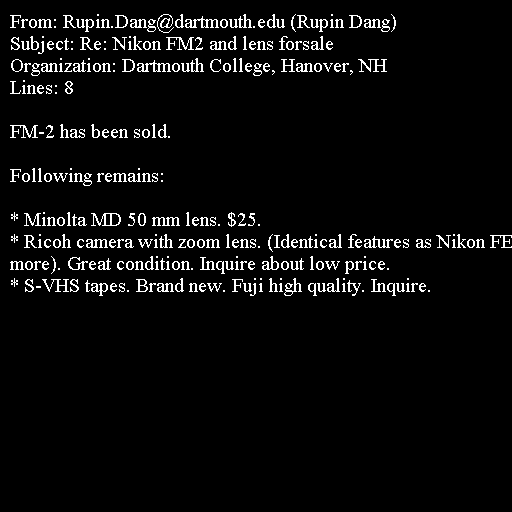 From: Rupin.Dang@dartmouth.edu (Rupin Dang)
Subject: Re: Nikon FM2 and lens forsale
Organization: Dartmouth College, Hanover, NH
Lines: 8

FM-2 has been sold.

Following remains:

* Minolta MD 50 mm lens. $25.
* Ricoh camera with zoom lens. (Identical features as Nikon FE
more). Great condition. Inquire about low price.
* S-VHS tapes. Brand new. Fuji high quality. Inquire.